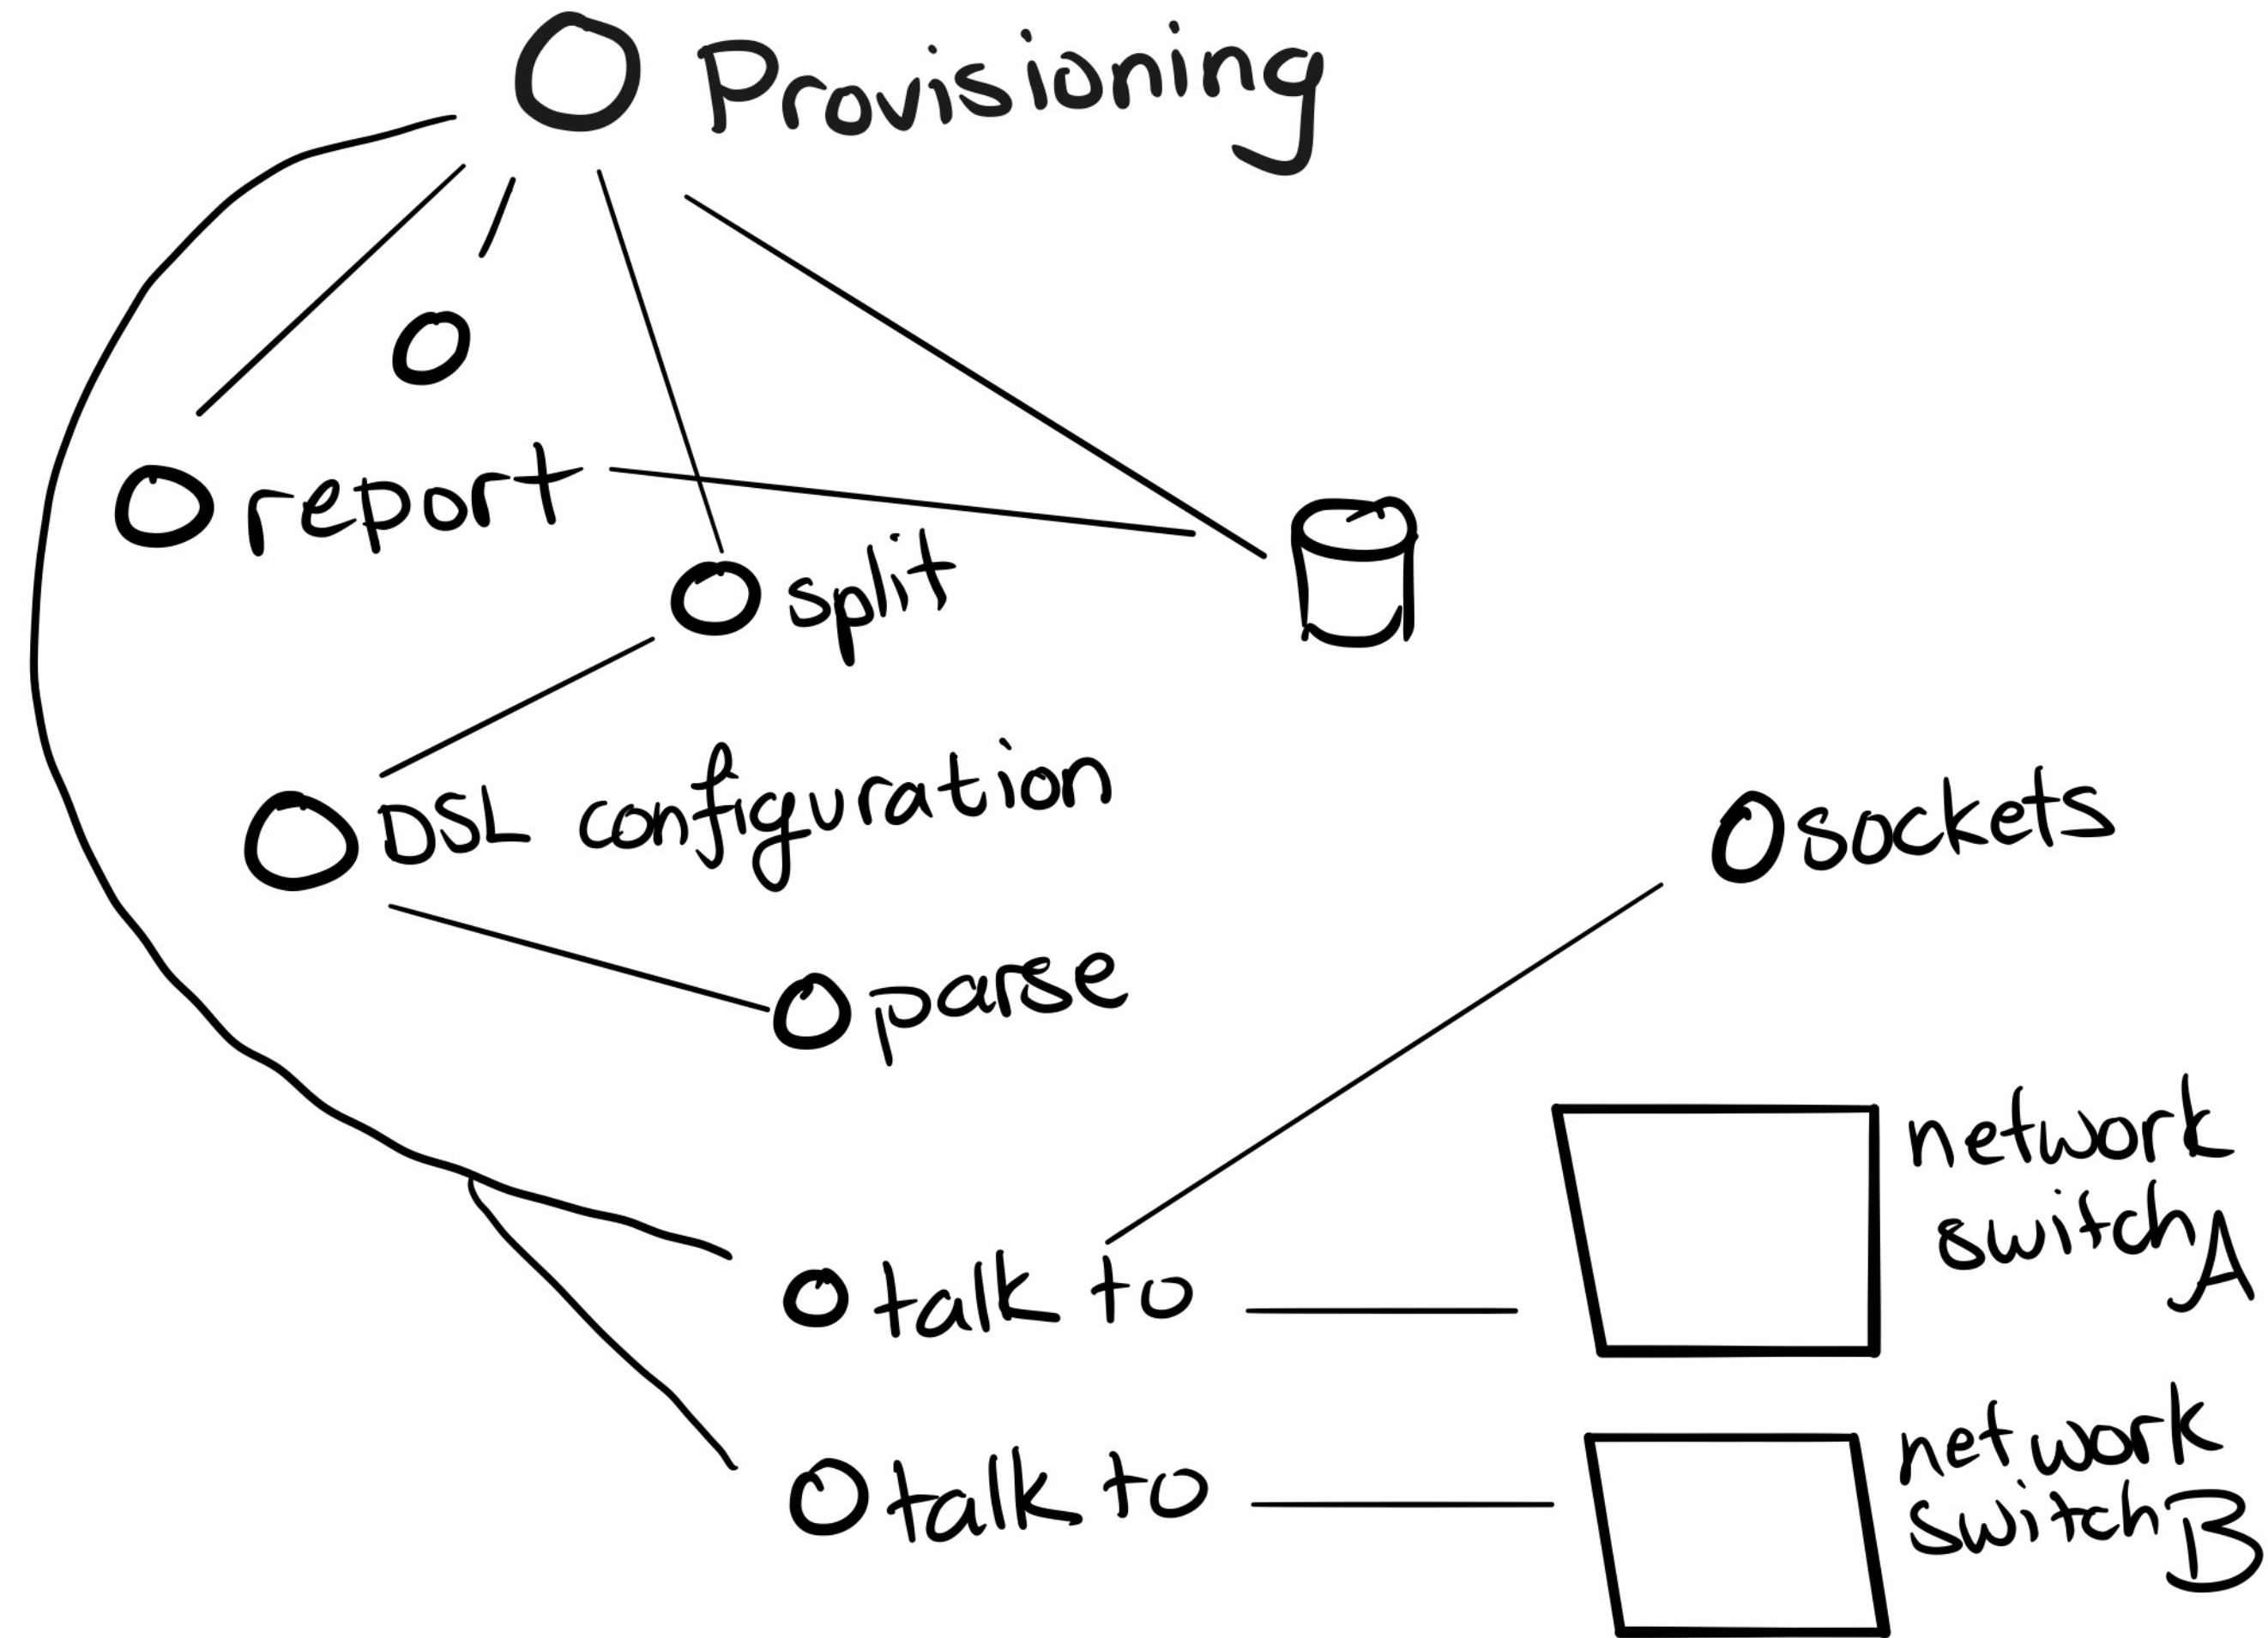 Provisioning
report
split
DSL configuration
sockets
parse
network
switch A
talk to
network
switch B
talk to